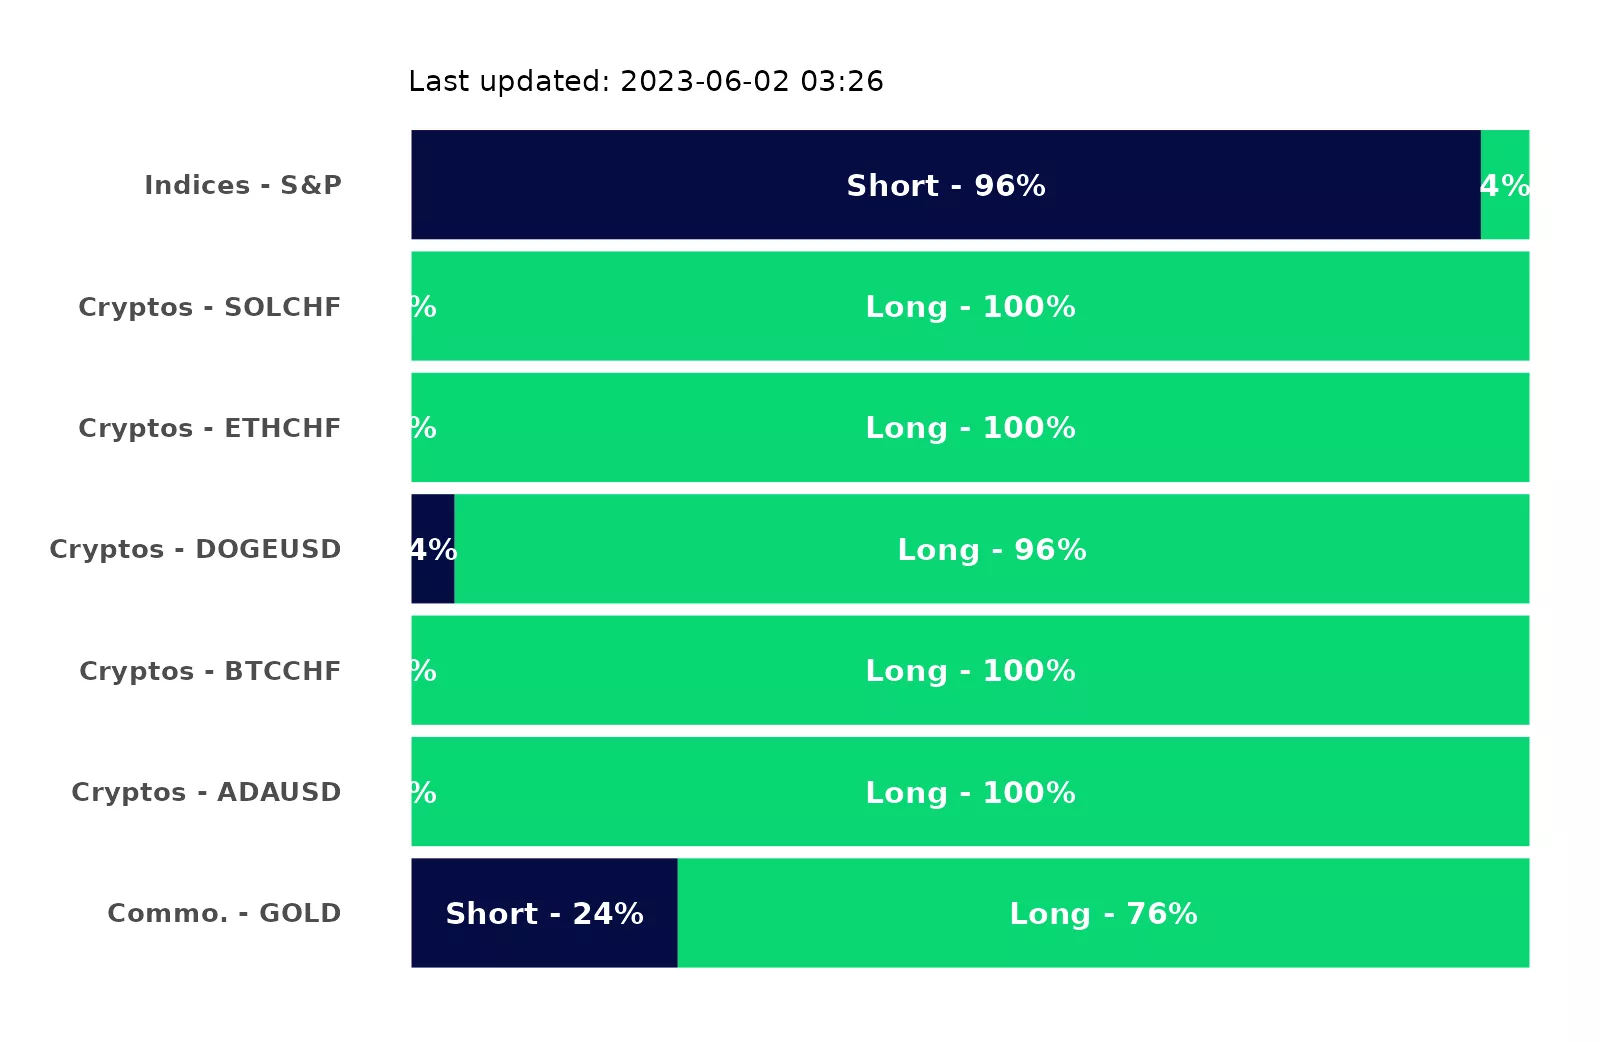 Last updated: 2023-06-02 03:26
Indices - S&P
Short - 96%
4%
Cryptos - SOLCHF
%
Long - 100%
Cryptos - ETHCHF
%
Long - 100%
Cryptos - DOGEUSD
4%
Long - 96%
Cryptos - BTCCHF
%
Long - 100%
Cryptos - ADAUSD
%
Long - 100%
Commo. - GOLD
Short - 24%
Long - 76%